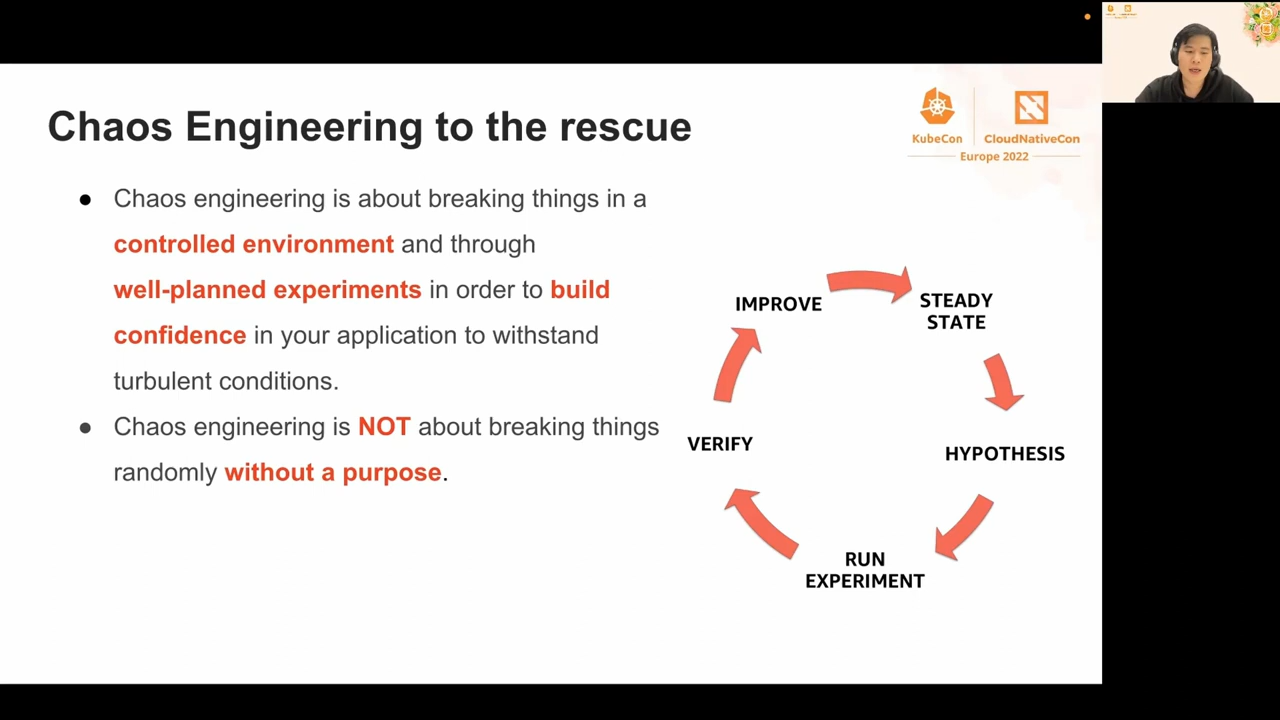 Chaos Engineering to the rescue
KubeCon
CloudNativeCon
Europe 2022
● Chaos engineering is about breaking things in a
controlled environment and through
well-planned experiments in order to build
confidence in your application to withstand
turbulent conditions.
● Chaos engineering is NOT about breaking things
randomly without a purpose.
IMPROVE
STEADY
STATE
HYPOTHESIS
RUN
EXPERIMENT
VERIFY